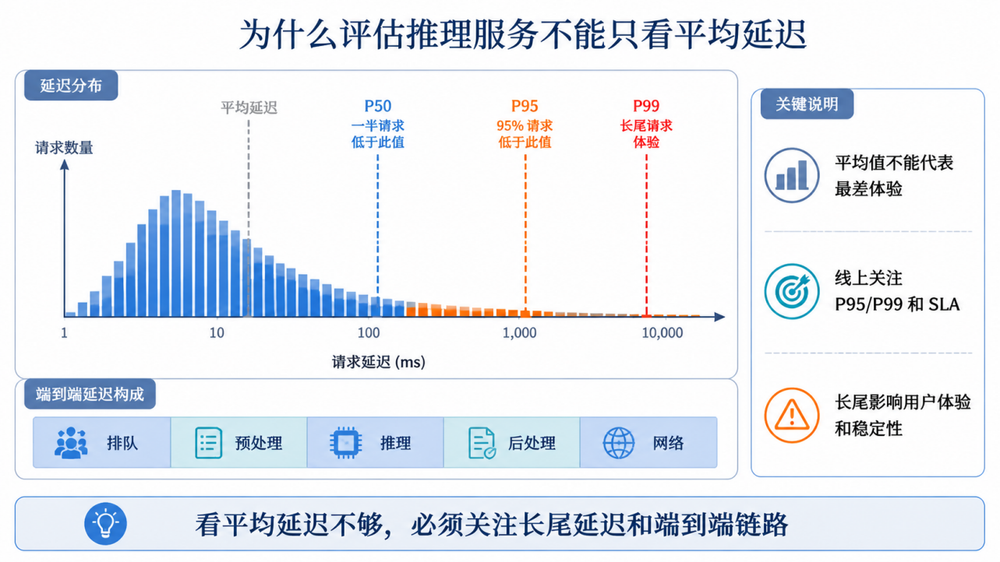 为什么评估推理服务不能只看平均延迟
延迟分布
请求数量
平均延迟
P50
一半请求
低于此值
P95
95% 请求
低于此值
P99
长尾请求
体验
1
10
100
1,000
10,000
请求延迟 (ms)
关键说明
平均值不能代表
最差体验
线上关注
P95/P99 和 SLA
长尾影响用户体验
和稳定性
端到端延迟构成
排队
预处理
推理
后处理
网络
看平均延迟不够，必须关注长尾延迟和端到端链路